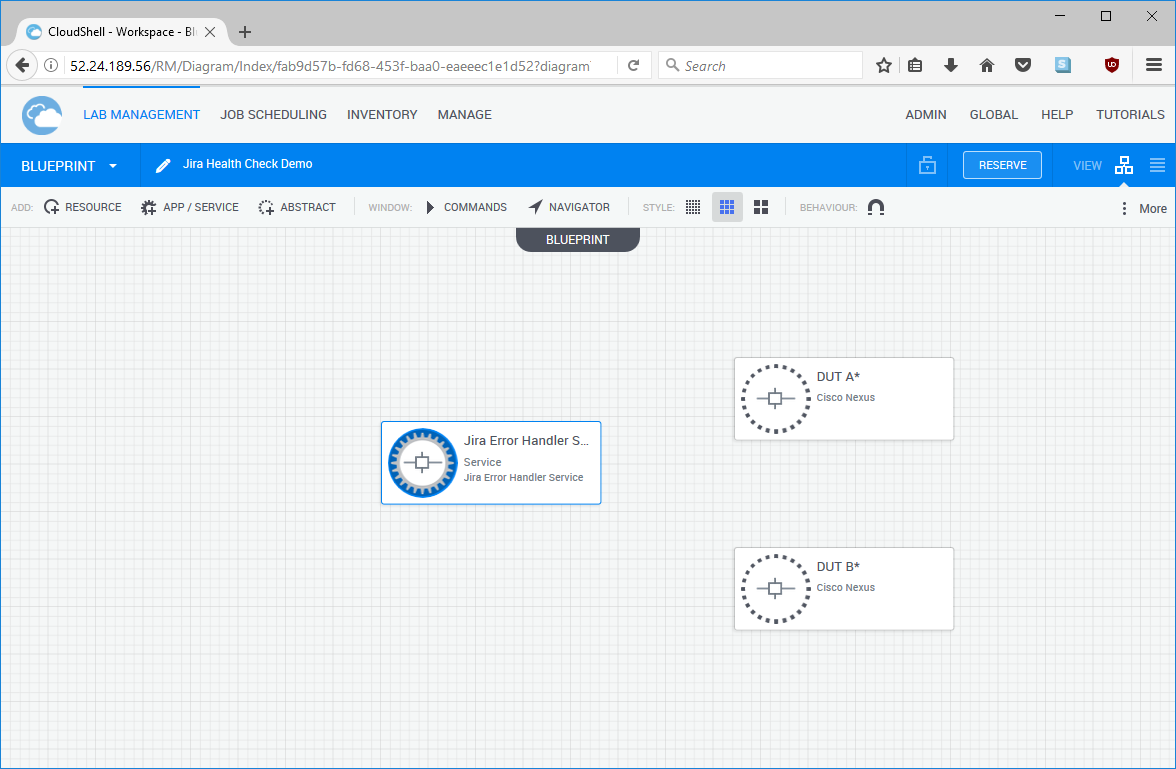 CloudShell - Workspace - Bl
52.24.189.56/RM/Diagram/Index/fab9d57b-fd68-453f-baa0-eaeeec1e1d52?diagram
Search
LAB MANAGEMENT JOB SCHEDULING INVENTORY MANAGE ADMIN GLOBAL HELP TUTORIALS
BLUEPRINT Jira Health Check Demo RESERVE VIEW
ADD: RESOURCE APP / SERVICE ABSTRACT WINDOW: COMMANDS NAVIGATOR STYLE: BEHAVIOUR: More
BLUEPRINT
DUT A*
Cisco Nexus
Jira Error Handler S...
Service
Jira Error Handler Service
DUT B*
Cisco Nexus